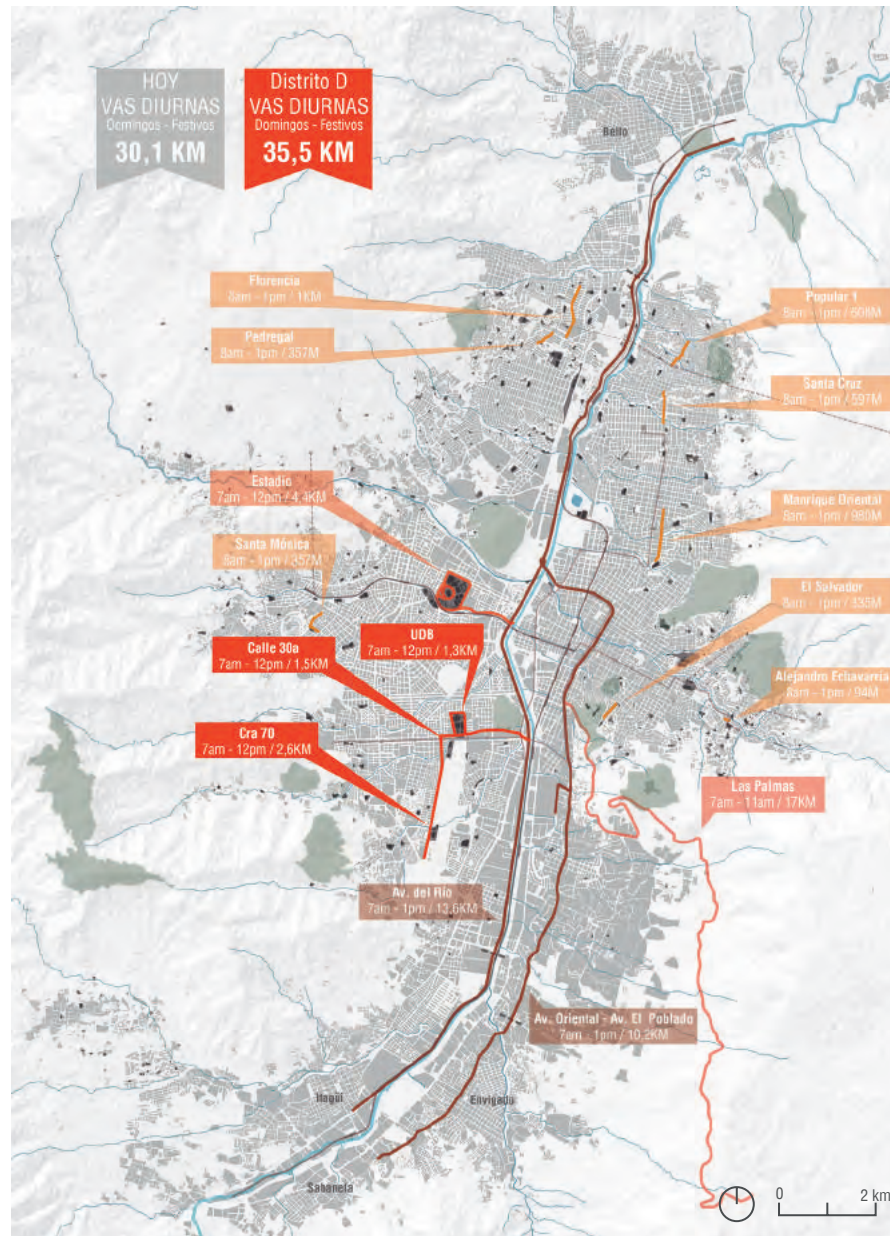 HOY
VAS DIURNAS
Domingos - Festivos
30,1 KM
Distrito D
VAS DIURNAS
Domingos - Festivos
35,5 KM
Bello
Florencia
8am - 1pm / 1KM
Popular 1
8am - 1pm / 608M
Pedregal
8am - 1pm / 357M
Santa Cruz
8am - 1pm / 597M
Estadio
7am - 12pm / 4,4KM
Manrique Oriental
8am - 1pm / 980M
Santa Mónica
8am - 1pm / 357M
El Salvador
8am - 1pm / 335M
UDB
7am - 12pm / 1,3KM
Calle 30a
7am - 12pm / 1,5KM
Alejandro Echavarría
8am - 1pm / 94M
Cra 70
7am - 12pm / 2,6KM
Las Palmas
7am - 11am / 17KM
Av. del Río
7am - 1pm / 13,6KM
Av. Oriental - Av. El Poblado
7am - 1pm / 10,2KM
Itagüí
Envigado
Sabaneta
0 2 km